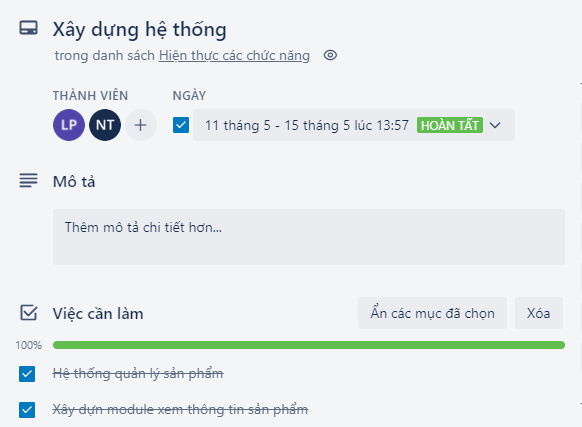 Xây dựng hệ thống
trong danh sách Hiện thực các chức năng
THÀNH VIÊN NGÀY
LP NT 11 tháng 5 - 15 tháng 5 lúc 13:57 HOÀN TẤT
Mô tả
Thêm mô tả chi tiết hơn...
Việc cần làm Ẩn các mục đã chọn Xóa
100%
Hệ thống quản lý sản phẩm
Xây dựn module xem thông tin sản phẩm